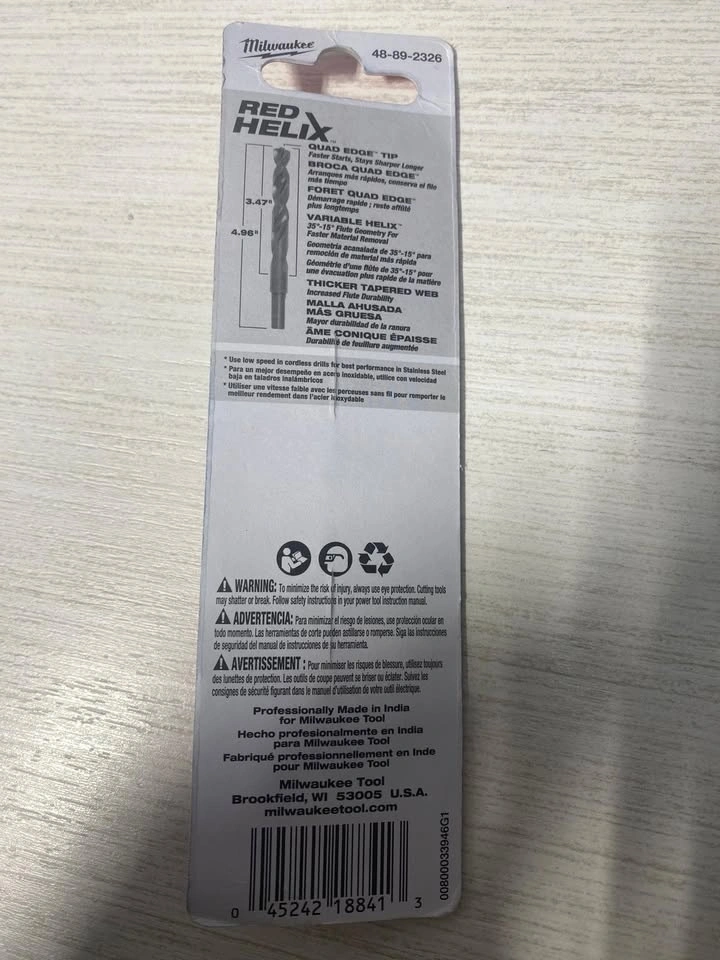 Milwaukee
48-89-2326
RED
HELIX™
QUAD EDGE™ TIP
Faster Starts, Stays Sharper Longer
BROCA QUAD EDGE™
Arranques más rápidos, conserva el filo
más tiempo
FORET QUAD EDGE™
Démarrage rapide ; reste affûté
plus longtemps
3.47"
4.96"
VARIABLE HELIX™
35°-15° Flute Geometry For
Faster Material Removal
Geometría acanalada de 35°-15° para
remoción de material más rápida
Géométrie d'une flûte de 35°-15° pour
une évacuation plus rapide de la matière
THICKER TAPERED WEB
Increased Flute Durability
MALLA AHUSADA
MÁS GRUESA
Mayor durabilidad de la ranura
ÂME CONIQUE ÉPAISSE
Durabilité de feuillure augmentée
* Use low speed in cordless drills for best performance in Stainless Steel
* Para un mejor desempeño en acero inoxidable, utilice con velocidad
baja en taladros inalámbricos
* Utiliser une vitesse faible avec les perceuses sans fil pour remporter le
meilleur rendement dans l'acier inoxydable
WARNING: To minimize the risk of injury, always use eye protection. Cutting tools
may shatter or break. Follow safety instructions in your power tool instruction manual.
ADVERTENCIA: Para minimizar el riesgo de lesiones, use protección ocular en
todo momento. Las herramientas de corte pueden astillarse o romperse. Siga las instrucciones
de seguridad del manual de instrucciones de su herramienta.
AVERTISSEMENT : Pour minimiser les risques de blessure, utilisez toujours
des lunettes de protection. Les outils de coupe peuvent se briser ou éclater. Suivez les
consignes de sécurité figurant dans le manuel d'utilisation de votre outil électrique.
Professionally Made in India
for Milwaukee Tool
Hecho profesionalmente en India
para Milwaukee Tool
Fabriqué professionnellement en Inde
pour Milwaukee Tool
Milwaukee Tool
Brookfield, WI 53005 U.S.A.
milwaukeetool.com
0 45242 18841 3
00800033946G1